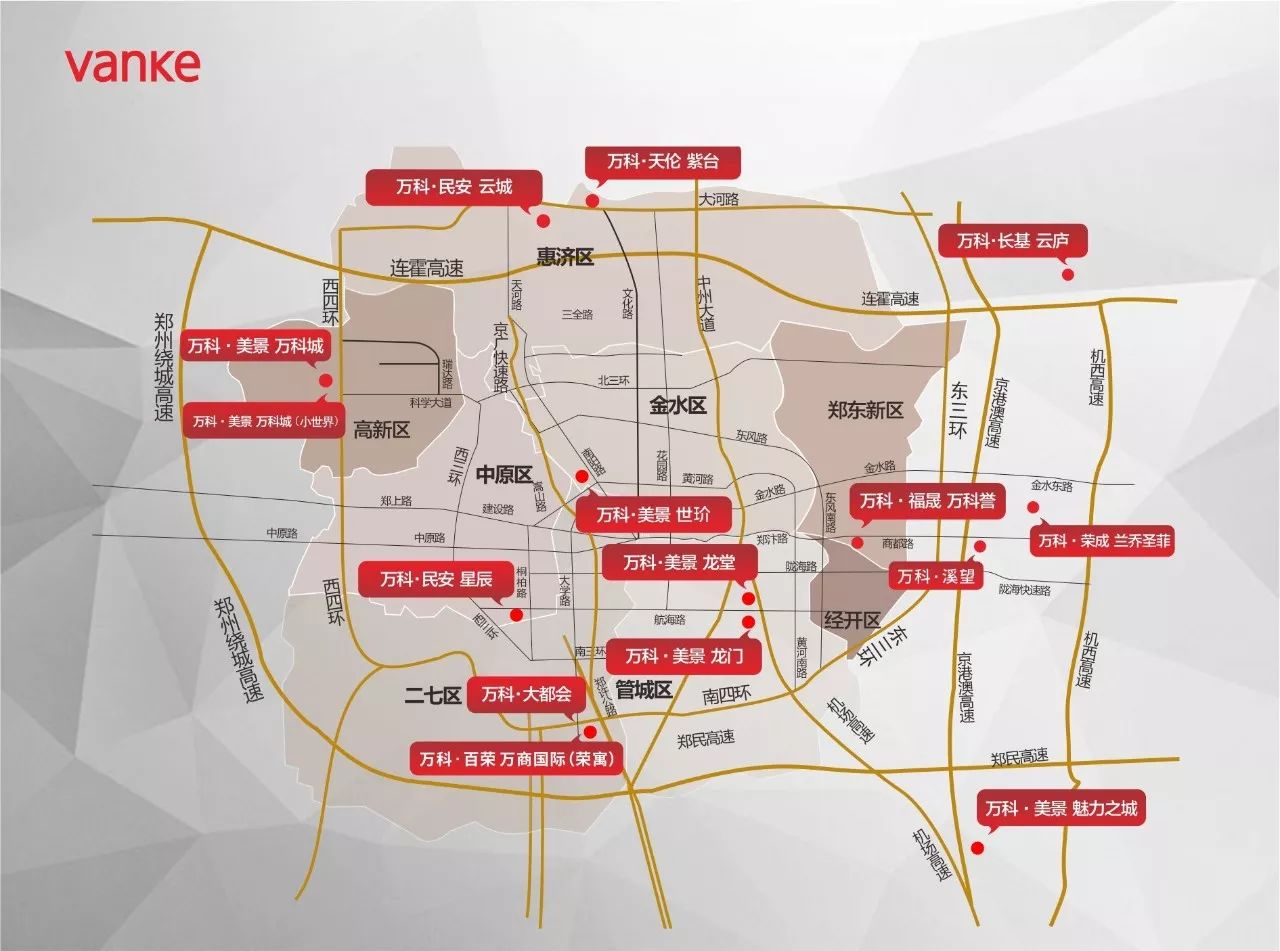 vanke
万科·天伦 紫台
万科·民安 云城
大河路
万科·长基 云庐
惠济区
连霍高速
西四环
天河路
文化路
中州大道
连霍高速
三全路
郑州绕城高速
京广快速路
万科·美景 万科城
瑞达路
机西高速
北三环
东三环
京港澳高速
科学大道
金水区
郑东新区
万科·美景 万科城(小世界)
高新区
东风路
西三环
中原区
南阳路
花园路
黄河路
金水路
金水路
金水东路
嵩山路
郑上路
建设路
东风南路
万科·福晟 万科誉
万科·美景 世玠
中原路
中原路
郑汴路
商都路
万科·荣成 兰乔圣菲
万科·美景 龙堂
陇海路
万科·溪望
陇海快速路
万科·民安 星辰
桐柏路
大学路
西四环
郑州绕城高速
航海路
经开区
西三环
东三环
南三环
万科·美景 龙门
黄河南路
机西高速
京港澳高速
二七区
万科·大都会
郑许公路
管城区
南四环
机场高速
郑民高速
万科·百荣 万商国际(荣寓)
郑民高速
万科·美景 魅力之城
机场高速